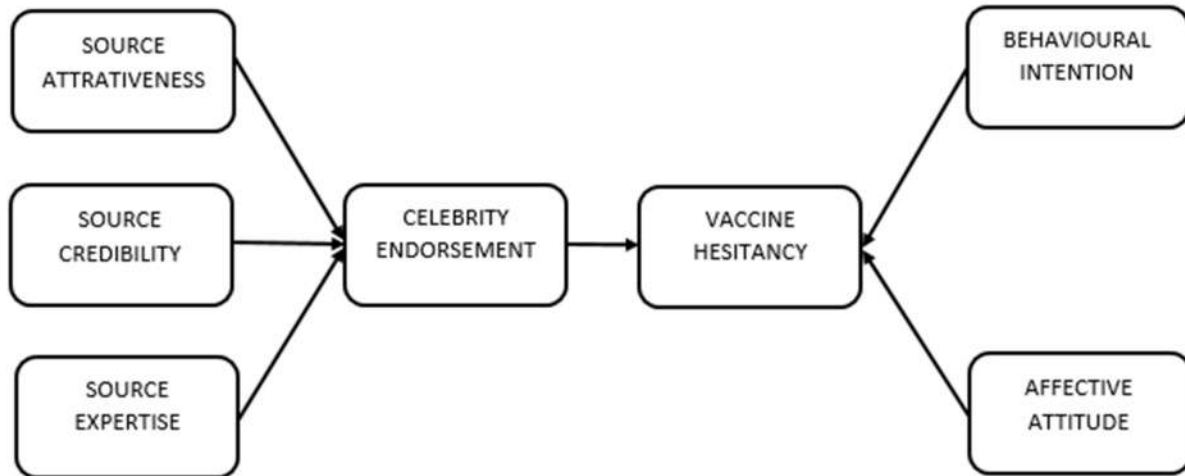 SOURCE
ATTRATIVENESS
SOURCE
CREDIBILITY
SOURCE
EXPERTISE
CELEBRITY
ENDORSEMENT
VACCINE
HESITANCY
BEHAVIOURAL
INTENTION
AFFECTIVE
ATTITUDE